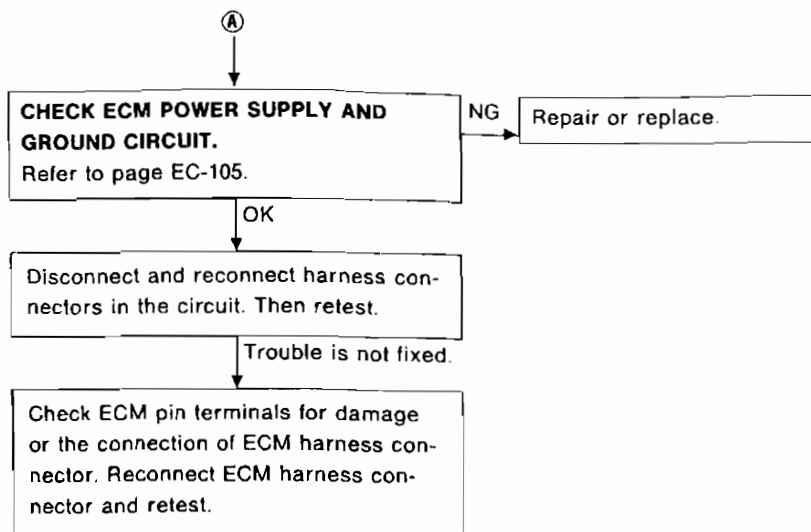 Ⓐ
CHECK ECM POWER SUPPLY AND
GROUND CIRCUIT.
Refer to page EC-105.
NG
Repair or replace.
OK
Disconnect and reconnect harness con-
nectors in the circuit. Then retest.
Trouble is not fixed.
Check ECM pin terminals for damage
or the connection of ECM harness con-
nector. Reconnect ECM harness con-
nector and retest.